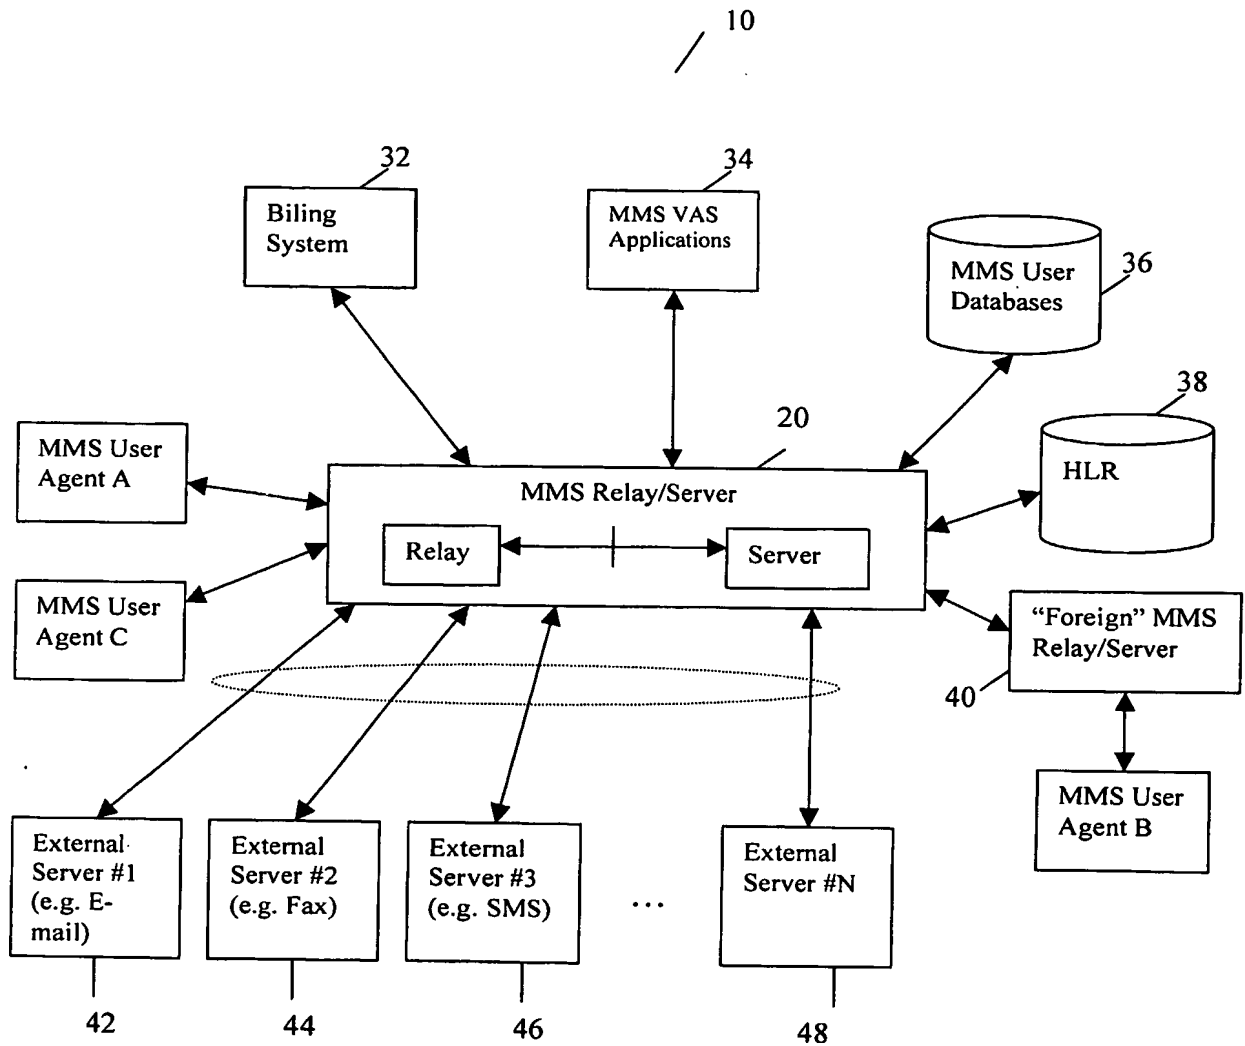 10
32
34
Biling
System
MMS VAS
Applications
MMS User
Databases
36
38
20
MMS User
Agent A
MMS Relay/Server
HLR
Relay
Server
MMS User
Agent C
“Foreign” MMS
Relay/Server
40
MMS User
Agent B
External
Server #1
(e.g. E-
mail)
External
Server #2
(e.g. Fax)
External
Server #3
(e.g. SMS)
...
External
Server #N
42
44
46
48